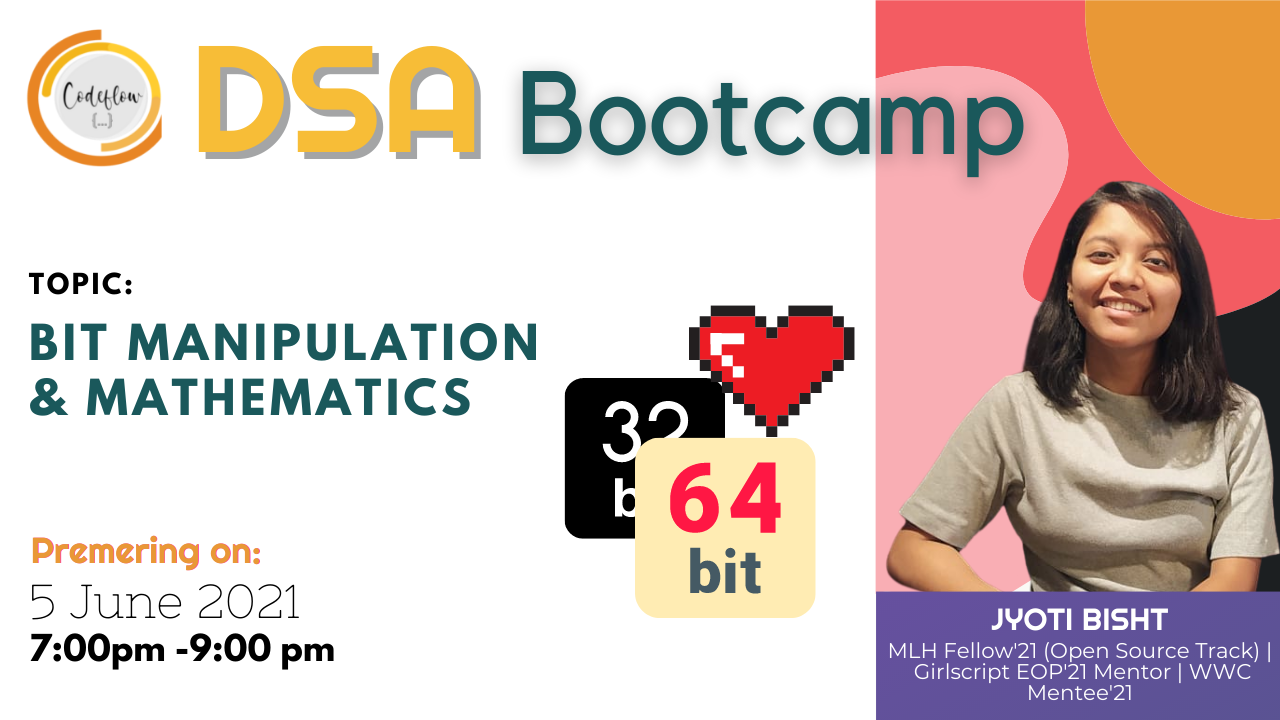 Codeflow
{...}
DSA Bootcamp
TOPIC:
BIT MANIPULATION
& MATHEMATICS
32
b
64
bit
Premering on:
5 June 2021
7:00pm -9:00 pm
JYOTI BISHT
MLH Fellow'21 (Open Source Track) |
Girlscript EOP'21 Mentor | WWC
Mentee'21